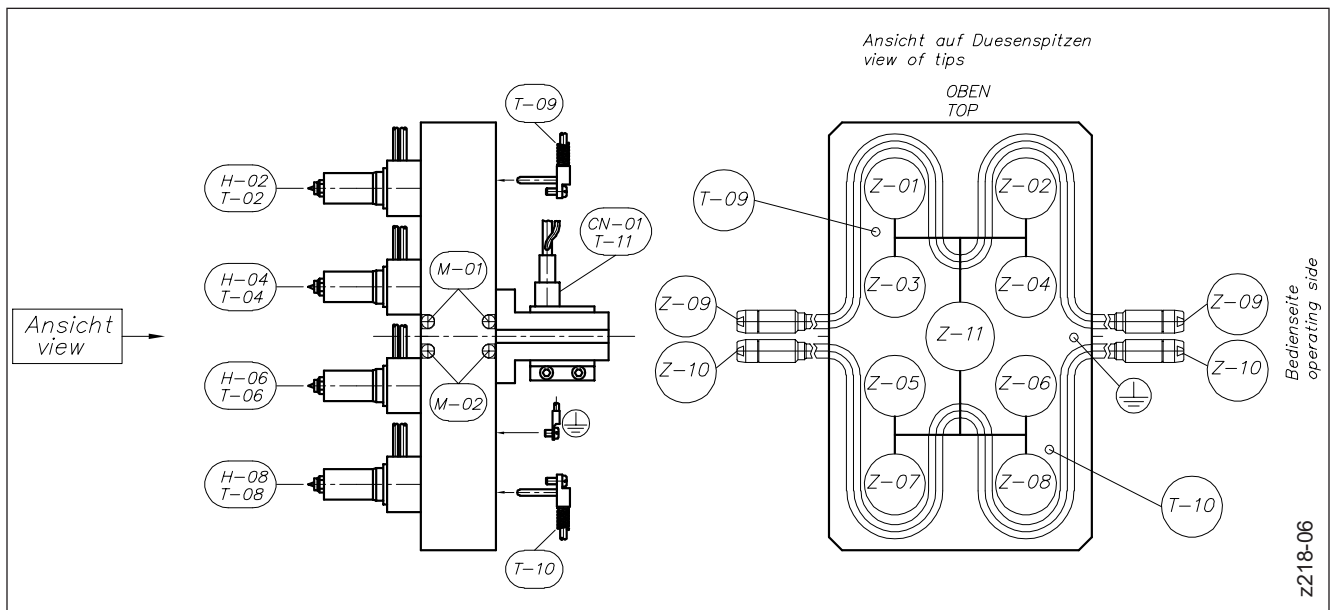 Ansicht auf Duesenspitzen
view of tips
OBEN
TOP
T-09
H-02
T-02
CN-01
T-11
H-04
T-04
M-01
Ansicht
view
H-06
T-06
M-02
H-08
T-08
T-10
Z-01
Z-02
T-09
Z-03
Z-04
Z-09
Z-09
Z-11
Z-10
Z-10
Z-05
Z-06
Z-07
Z-08
T-10
Bedienseite
operating side
z218-06